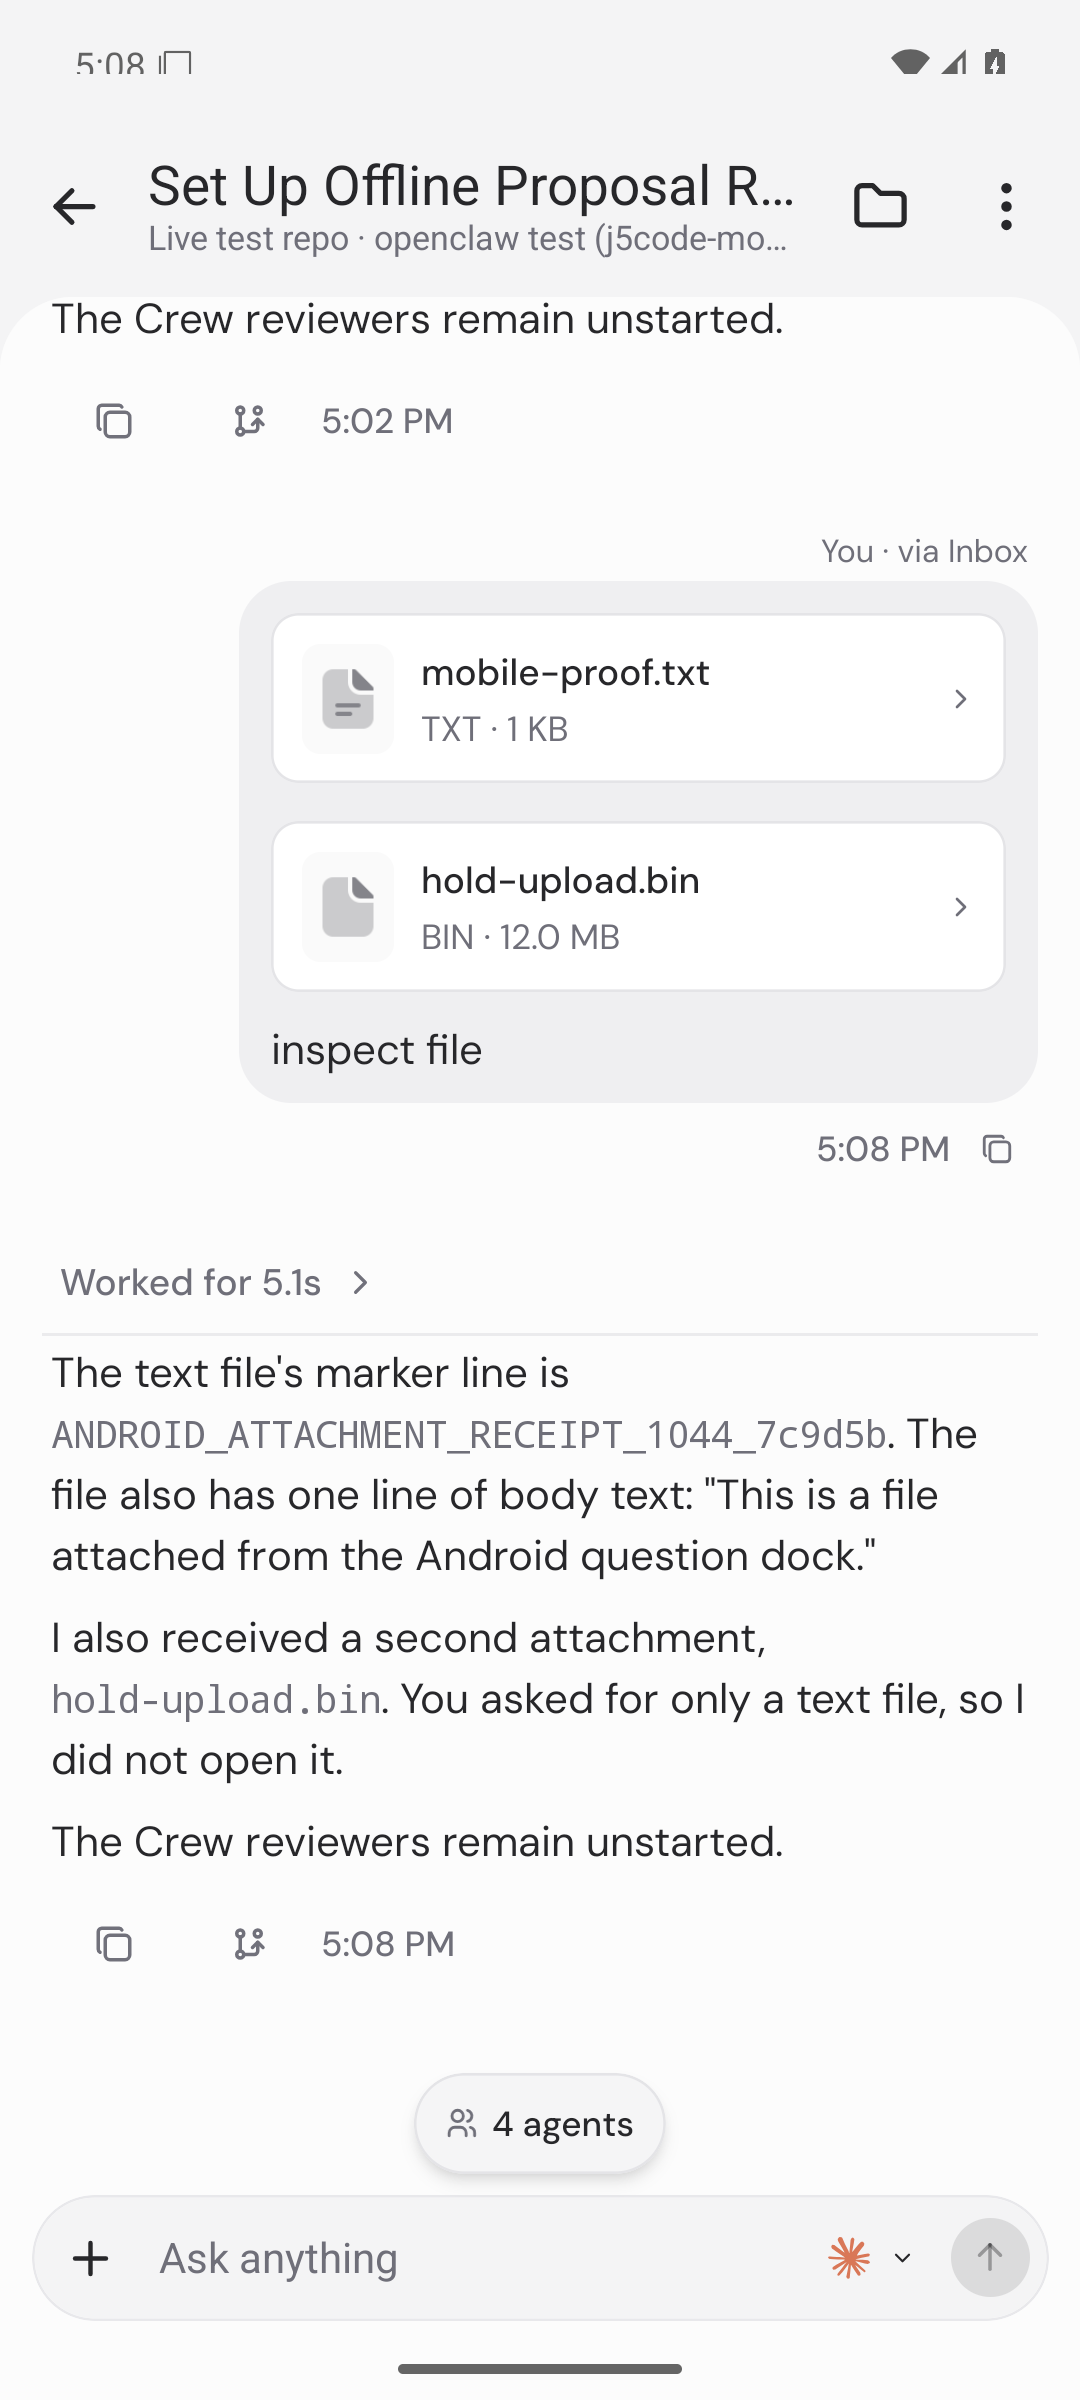 5:08
Set Up Offline Proposal R...
Live test repo · openclaw test (j5code-mo...
The Crew reviewers remain unstarted.
5:02 PM
You · via Inbox
mobile-proof.txt
TXT · 1 KB
hold-upload.bin
BIN · 12.0 MB
inspect file
5:08 PM
Worked for 5.1s
The text file's marker line is
ANDROID_ATTACHMENT_RECEIPT_1044_7c9d5b. The
file also has one line of body text: "This is a file
attached from the Android question dock."
I also received a second attachment,
hold-upload.bin. You asked for only a text file, so I
did not open it.
The Crew reviewers remain unstarted.
5:08 PM
4 agents
Ask anything